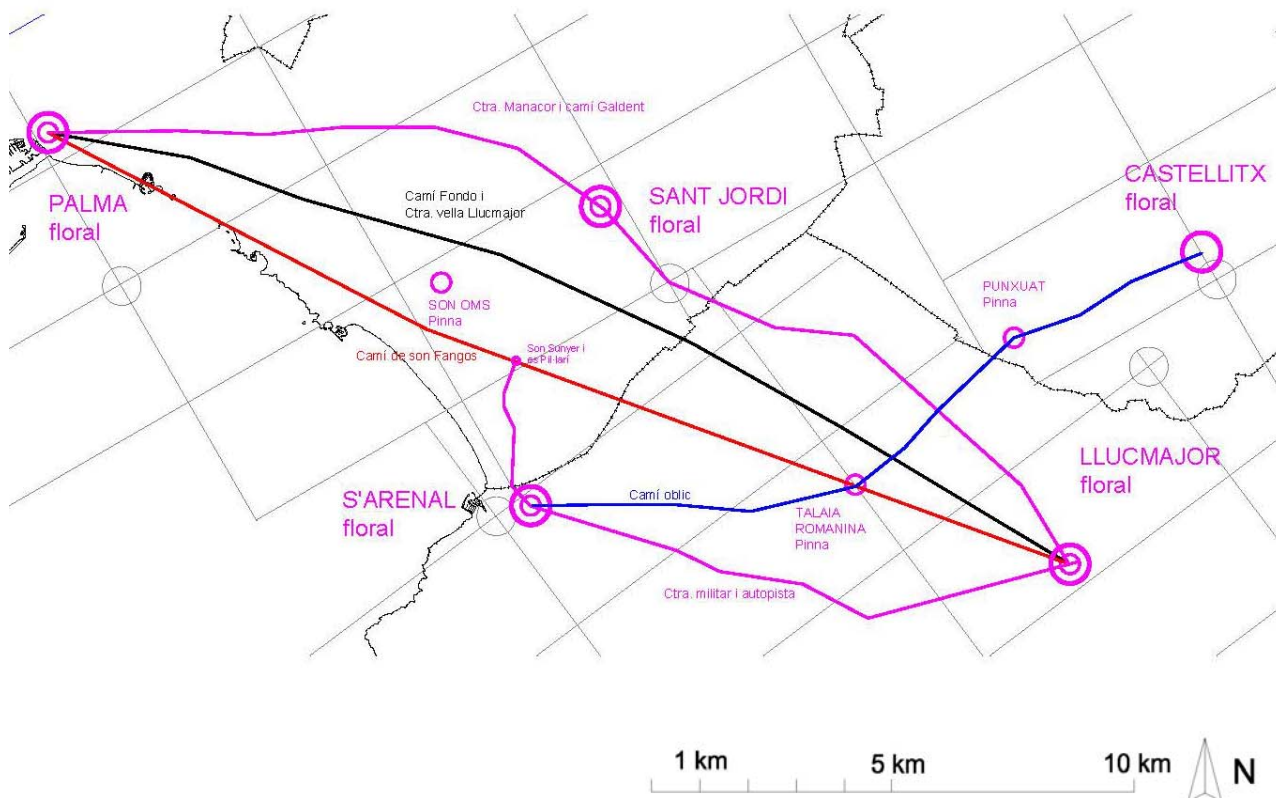 Ctra. Manacor i camí Galdent
CASTELLITX
floral
PALMA
floral
Camí Fondo i
Ctra. vella Llucmajor
SANT JORDI
floral
SON OMS
Pinna
PUNXUAT
Pinna
Camí de son Fangos
Son Sunyer i
es Pil·larí
LLUCMAJOR
floral
S'ARENAL
floral
Camí oblic
TALAIA
ROMANINA
Pinna
Ctra. militar i autopista
1 km
5 km
10 km
N